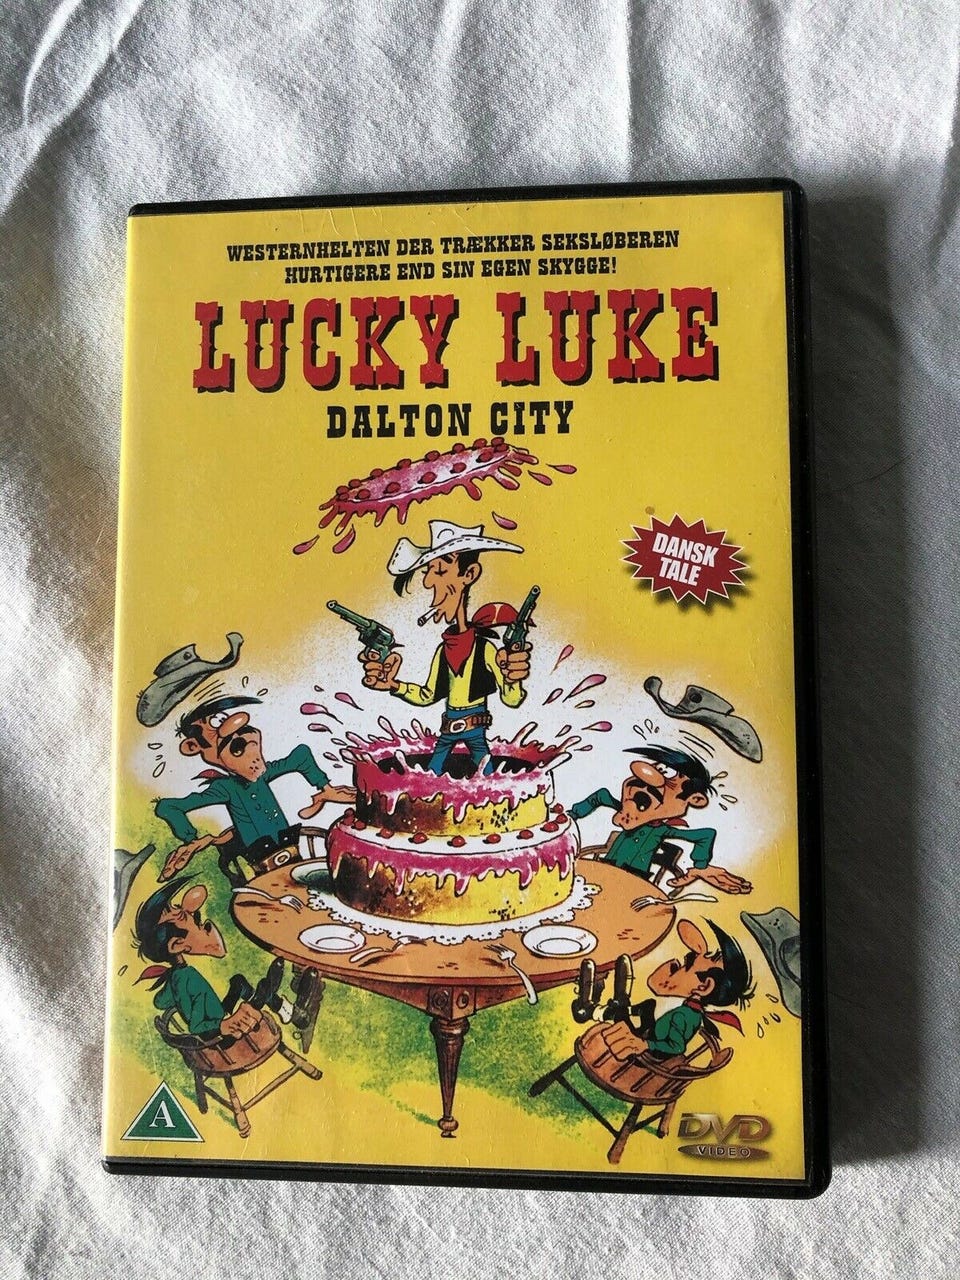 WESTERNHELTEN DER TRÆKKER SEKSLØBEREN
HURTIGERE END SIN EGEN SKYGGE!
LUCKY LUKE
DALTON CITY
DANSK
TALE
A
DVD
VIDEO